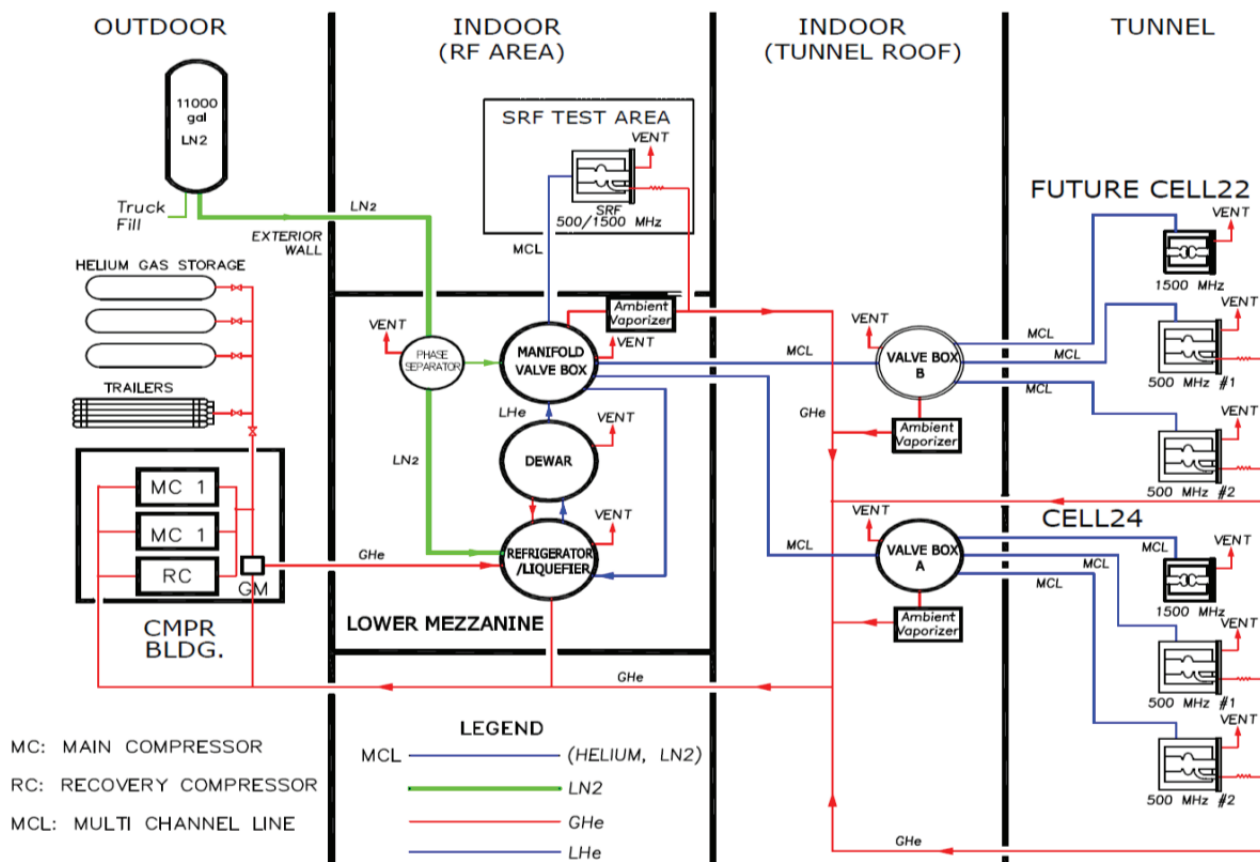 OUTDOOR
INDOOR
(RF AREA)
INDOOR
(TUNNEL ROOF)
TUNNEL
11000
gal
LN2
Truck
Fill
LN2
EXTERIOR
WALL
HELIUM GAS STORAGE
TRAILERS
MC 1
MC 1
RC
GM
CMPR
BLDG.
SRF TEST AREA
VENT
SRF
500/1500 MHz
MCL
Ambient
Vaporizer
VENT
PHASE
SEPARATOR
MANIFOLD
VALVE BOX
VENT
LHe
LN2
DEWAR
VENT
GHe
REFRIGERATOR
/LIQUEFIER
VENT
LOWER MEZZANINE
GHe
MCL
VENT
VALVE BOX
B
GHe
Ambient
Vaporizer
MCL
VENT
VALVE BOX
A
Ambient
Vaporizer
FUTURE CELL22
VENT
1500 MHz
MCL
MCL
VENT
500 MHz #1
MCL
VENT
500 MHz #2
CELL24
MCL
VENT
1500 MHz
MCL
MCL
VENT
500 MHz #1
VENT
500 MHz #2
GHe
MC: MAIN COMPRESSOR
RC: RECOVERY COMPRESSOR
MCL: MULTI CHANNEL LINE
LEGEND
MCL (HELIUM, LN2)
LN2
GHe
LHe